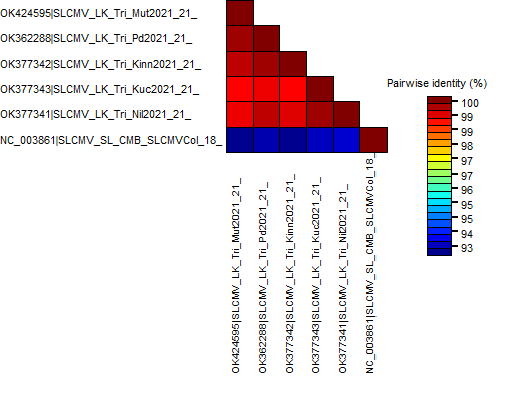 OK424595|SLCMV_LK_Tri_Mut2021_21_
OK362288|SLCMV_LK_Tri_Pd2021_21_
OK377342|SLCMV_LK_Tri_Kinn2021_21_
OK377343|SLCMV_LK_Tri_Kuc2021_21_
OK377341|SLCMV_LK_Tri_Nil2021_21_
NC_003861|SLCMV_SL_CMB_SLCMVCol_18_
Pairwise identity (%)
100
99
99
98
98
97
97
96
95
95
94
93
OK424595|SLCMV_LK_Tri_Mut2021_21_
OK362288|SLCMV_LK_Tri_Pd2021_21_
OK377342|SLCMV_LK_Tri_Kinn2021_21_
OK377343|SLCMV_LK_Tri_Kuc2021_21_
OK377341|SLCMV_LK_Tri_Nil2021_21_
NC_003861|SLCMV_SL_CMB_SLCMVCol_18_